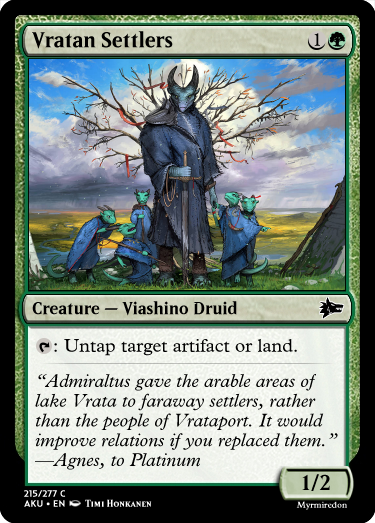 Vratan Settlers 1
Creature — Viashino Druid
: Untap target artifact or land.
“Admiraltus gave the arable areas of
lake Vrata to faraway settlers, rather
than the people of Vrataport. It would
improve relations if you replaced them.”
—Agnes, to Platinum
1/2
215/277 C
AKU • EN Timi Honkanen
Myrmiredon